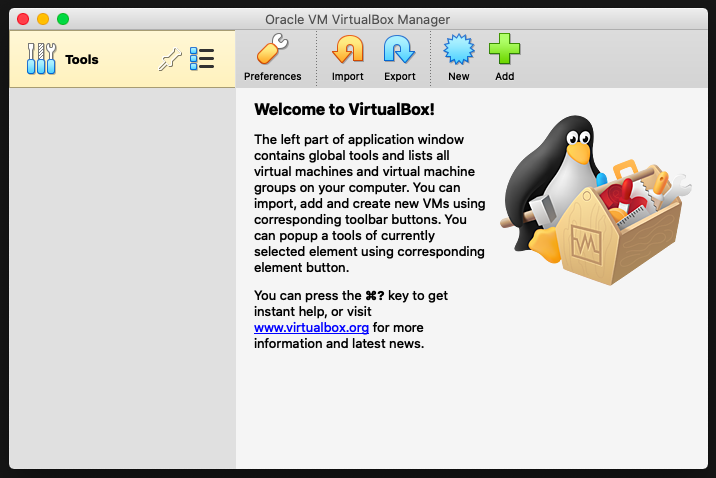 Oracle VM VirtualBox Manager
Tools
Preferences
Import
Export
New
Add
Welcome to VirtualBox!
The left part of application window
contains global tools and lists all
virtual machines and virtual machine
groups on your computer. You can
import, add and create new VMs using
corresponding toolbar buttons. You
can popup a tools of currently
selected element using corresponding
element button.
You can press the ⌘? key to get
instant help, or visit
www.virtualbox.org for more
information and latest news.